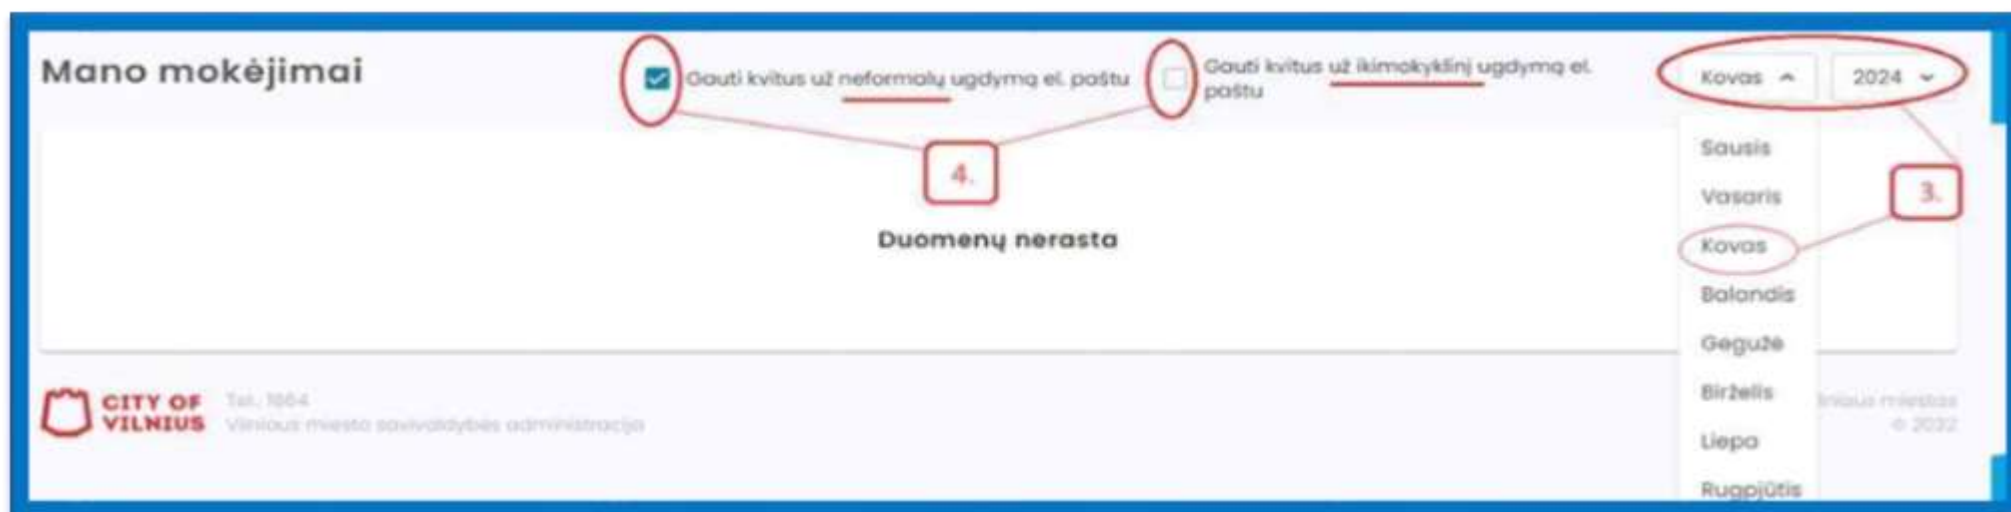 Mano mokėjimai
Gauti kvitus už neformalų ugdymą el. paštu
Gauti kvitus už ikimokyklinį ugdymą el.
paštu
Kovas
2024
4.
3.
Duomenų nerasta
Sausis
Vasaris
Kovas
Balandis
Gegužė
Birželis
Liepa
Rugpjūtis
CITY OF
VILNIUS
Tel. 1664
Vilniaus miesto savivaldybės administracija
miestas
© 2022